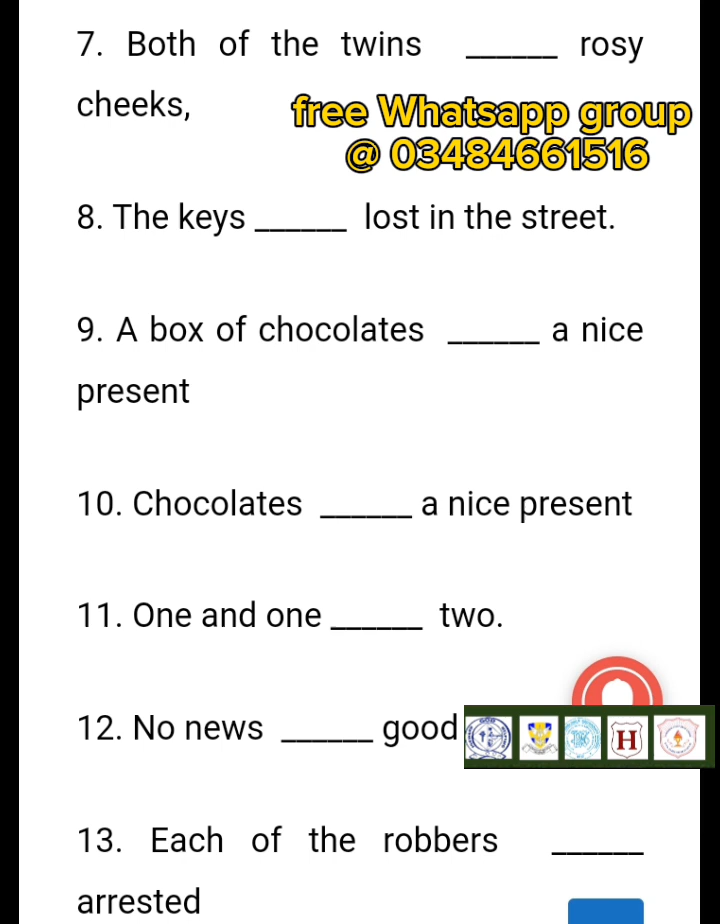 7. Both of the twins ______ rosy
cheeks,
free Whatsapp group
@ 03484661516
8. The keys ______ lost in the street.
9. A box of chocolates ______ a nice
present
10. Chocolates ______ a nice present
11. One and one ______ two.
12. No news ______ good
H
13. Each of the robbers ______
arrested